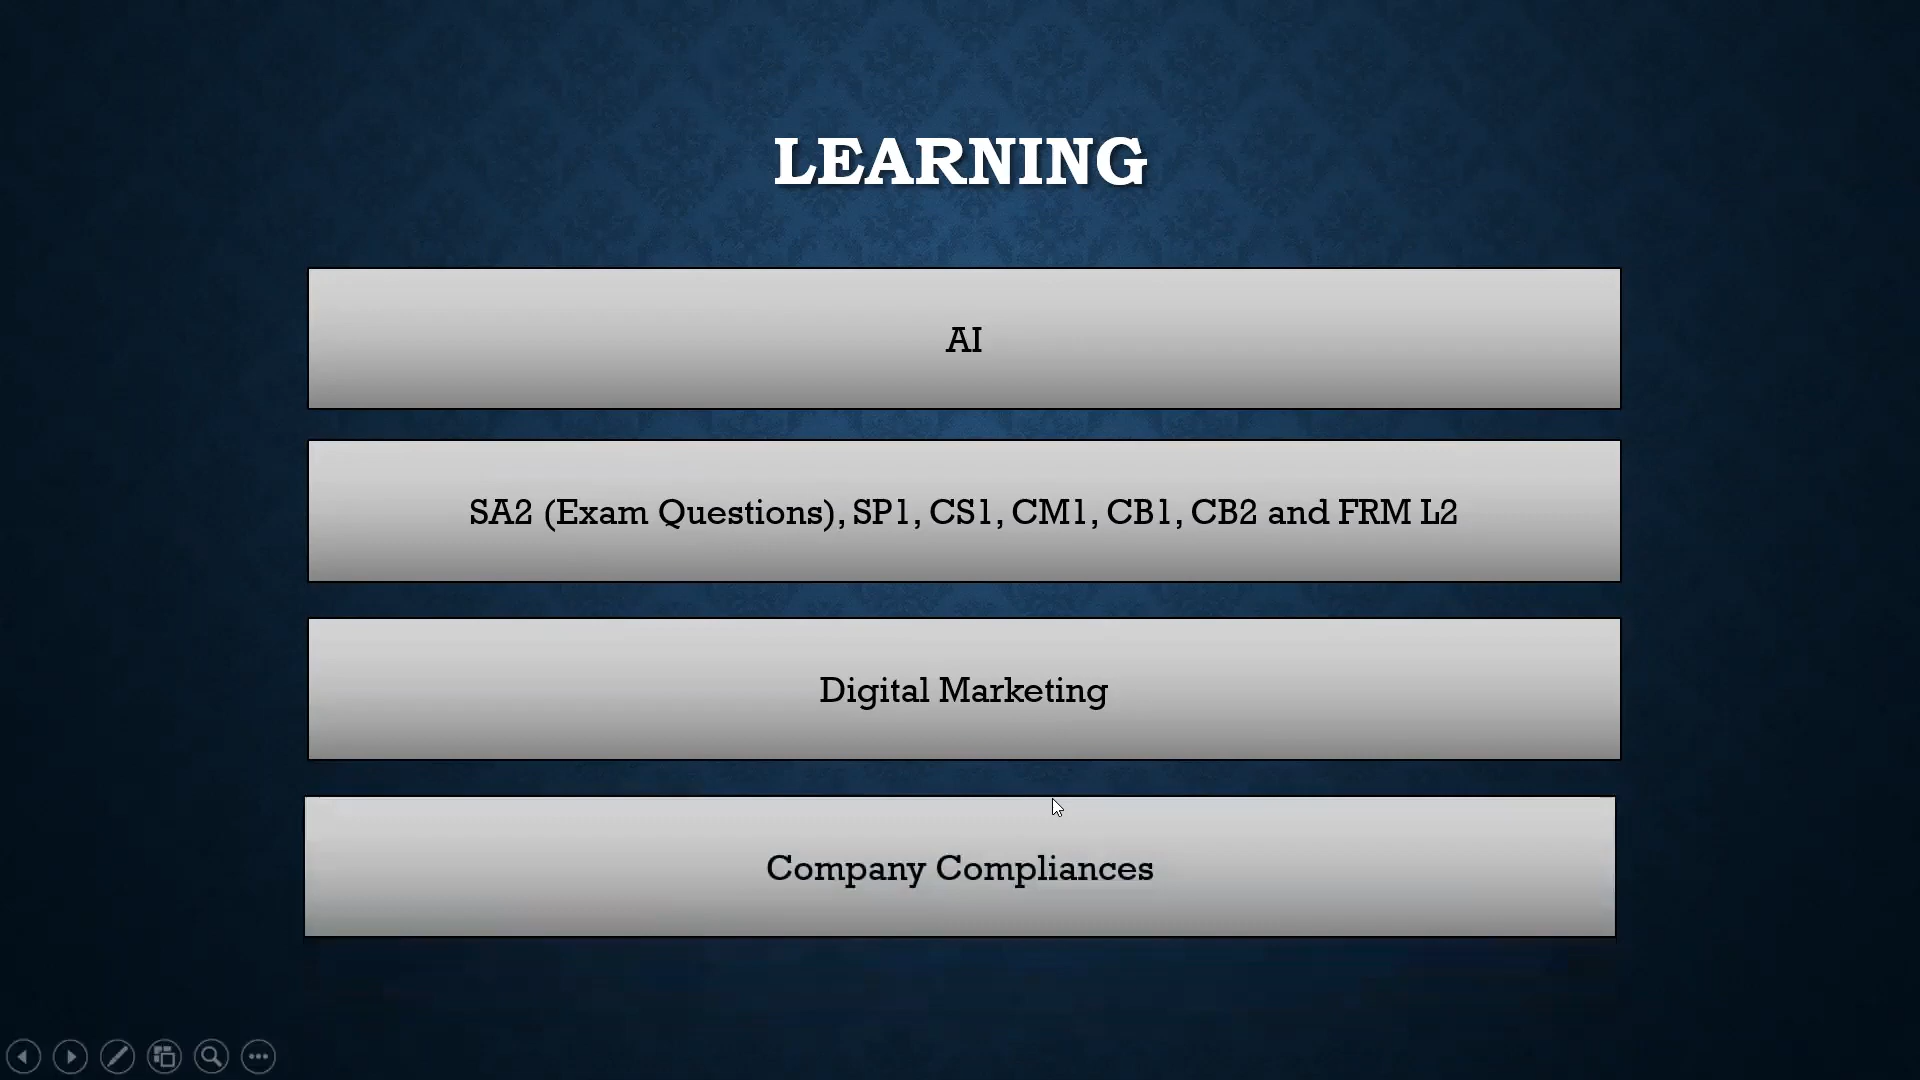 LEARNING
AI
SA2 (Exam Questions), SP1, CS1, CM1, CB1, CB2 and FRM L2
Digital Marketing
Company Compliances